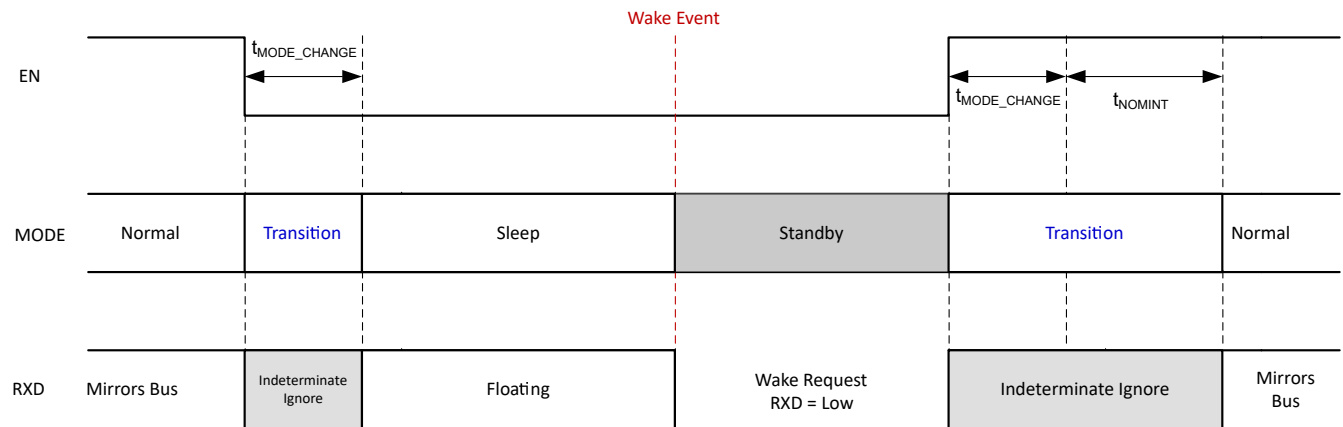 Wake Event
EN
tMODE_CHANGE
tMODE_CHANGE
tNOMINT
MODE
Normal
Transition
Sleep
Standby
Transition
Normal
RXD
Mirrors Bus
Indeterminate
Ignore
Floating
Wake Request
RXD = Low
Indeterminate Ignore
Mirrors
Bus